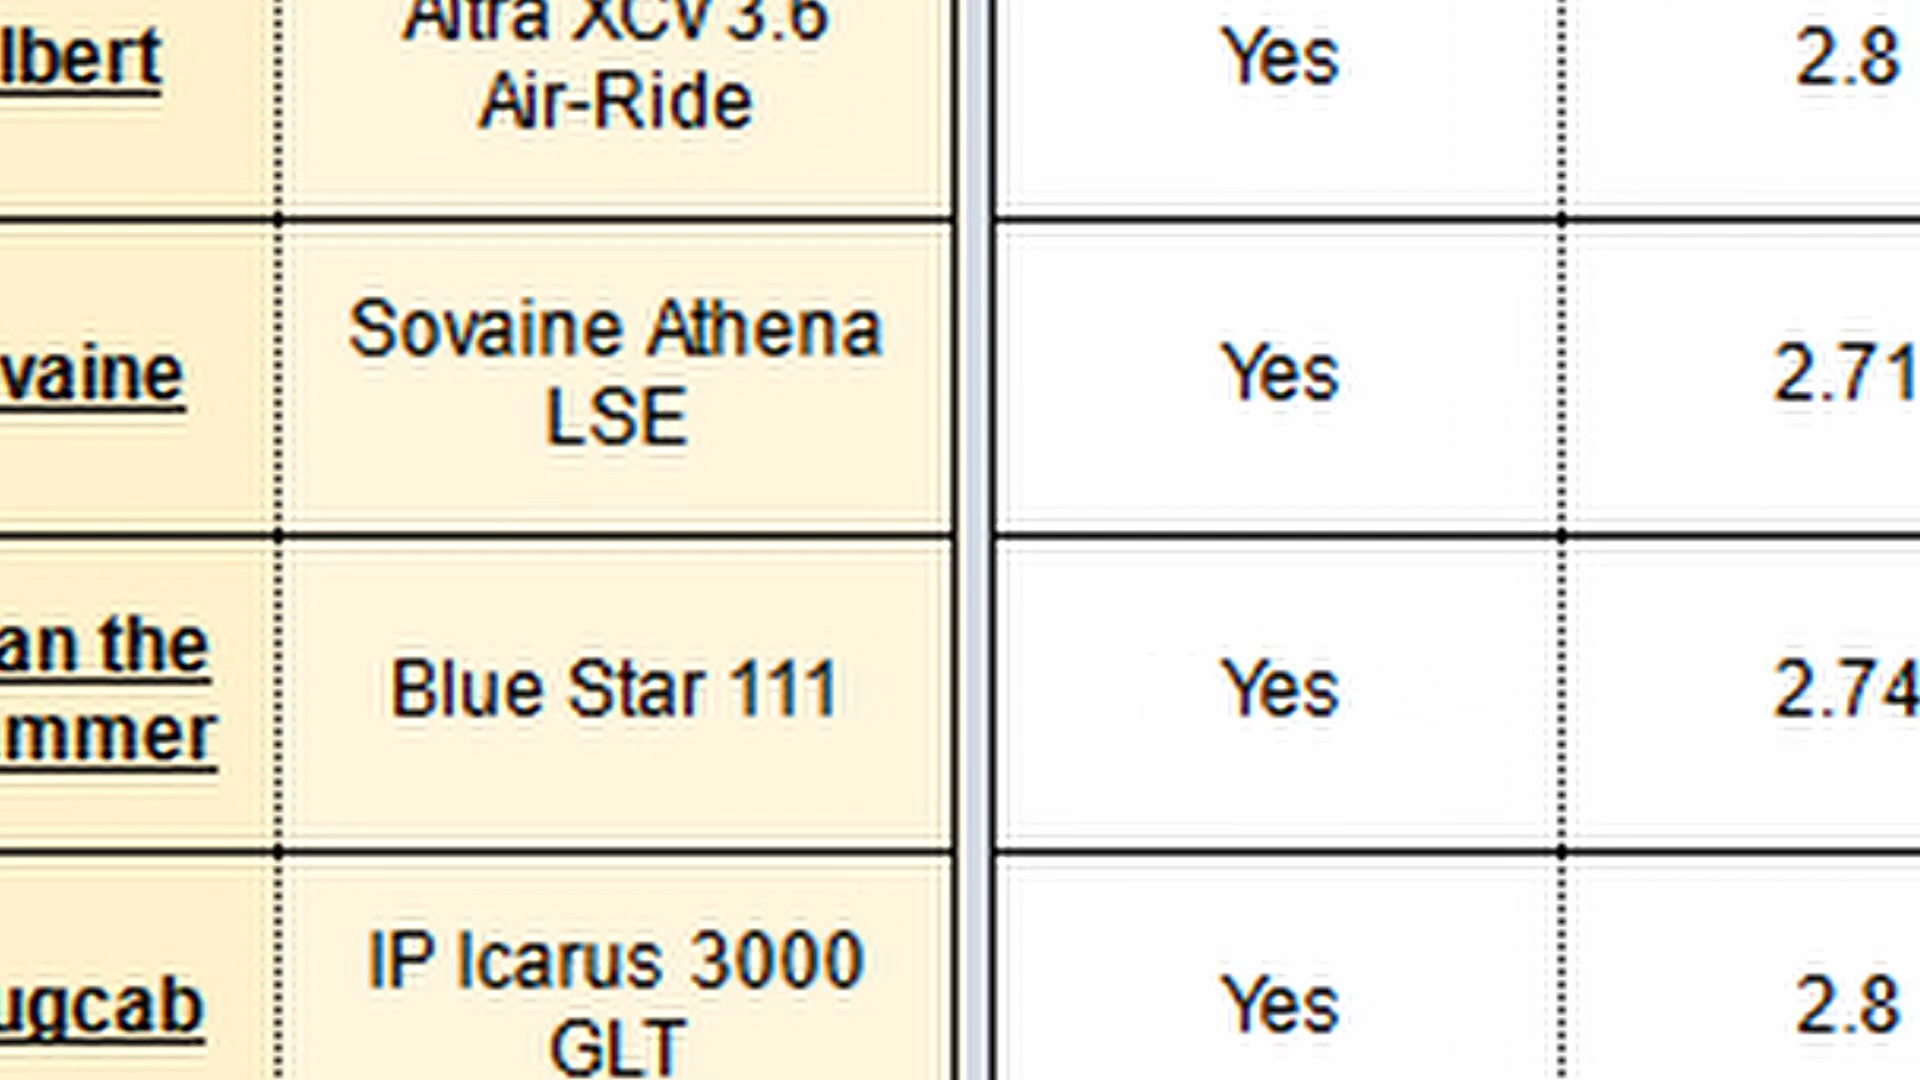 lbert
Altra XCV 3.6
Air-Ride
Yes
2.8
vaine
Sovaine Athena
LSE
Yes
2.71
an the
mmer
Blue Star 111
Yes
2.74
ugcab
IP Icarus 3000
GLT
Yes
2.8